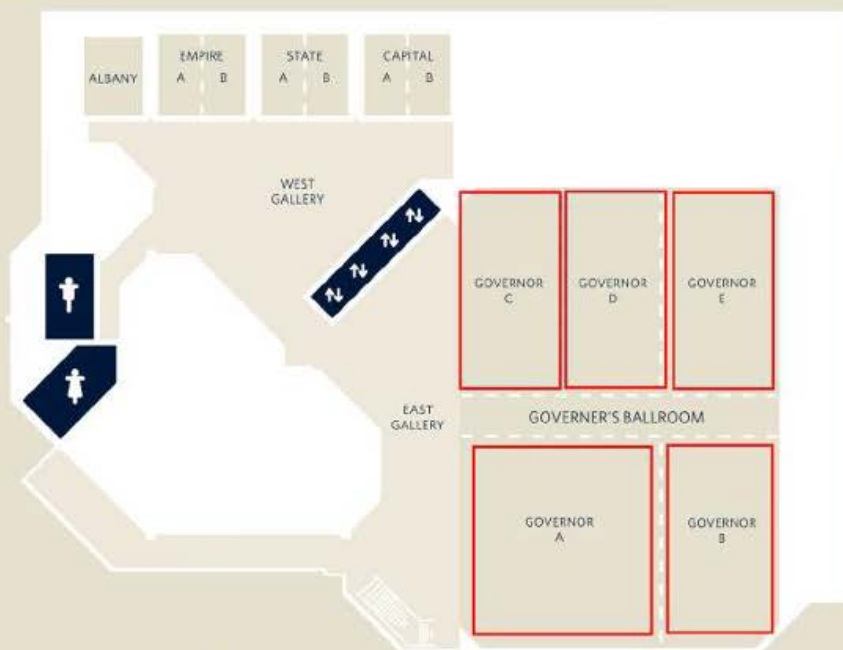 ALBANY
EMPIRE
A B
STATE
A B
CAPITAL
A B
WEST
GALLERY
GOVERNOR
C
GOVERNOR
D
GOVERNOR
E
EAST
GALLERY
GOVERNER'S BALLROOM
GOVERNOR
A
GOVERNOR
B